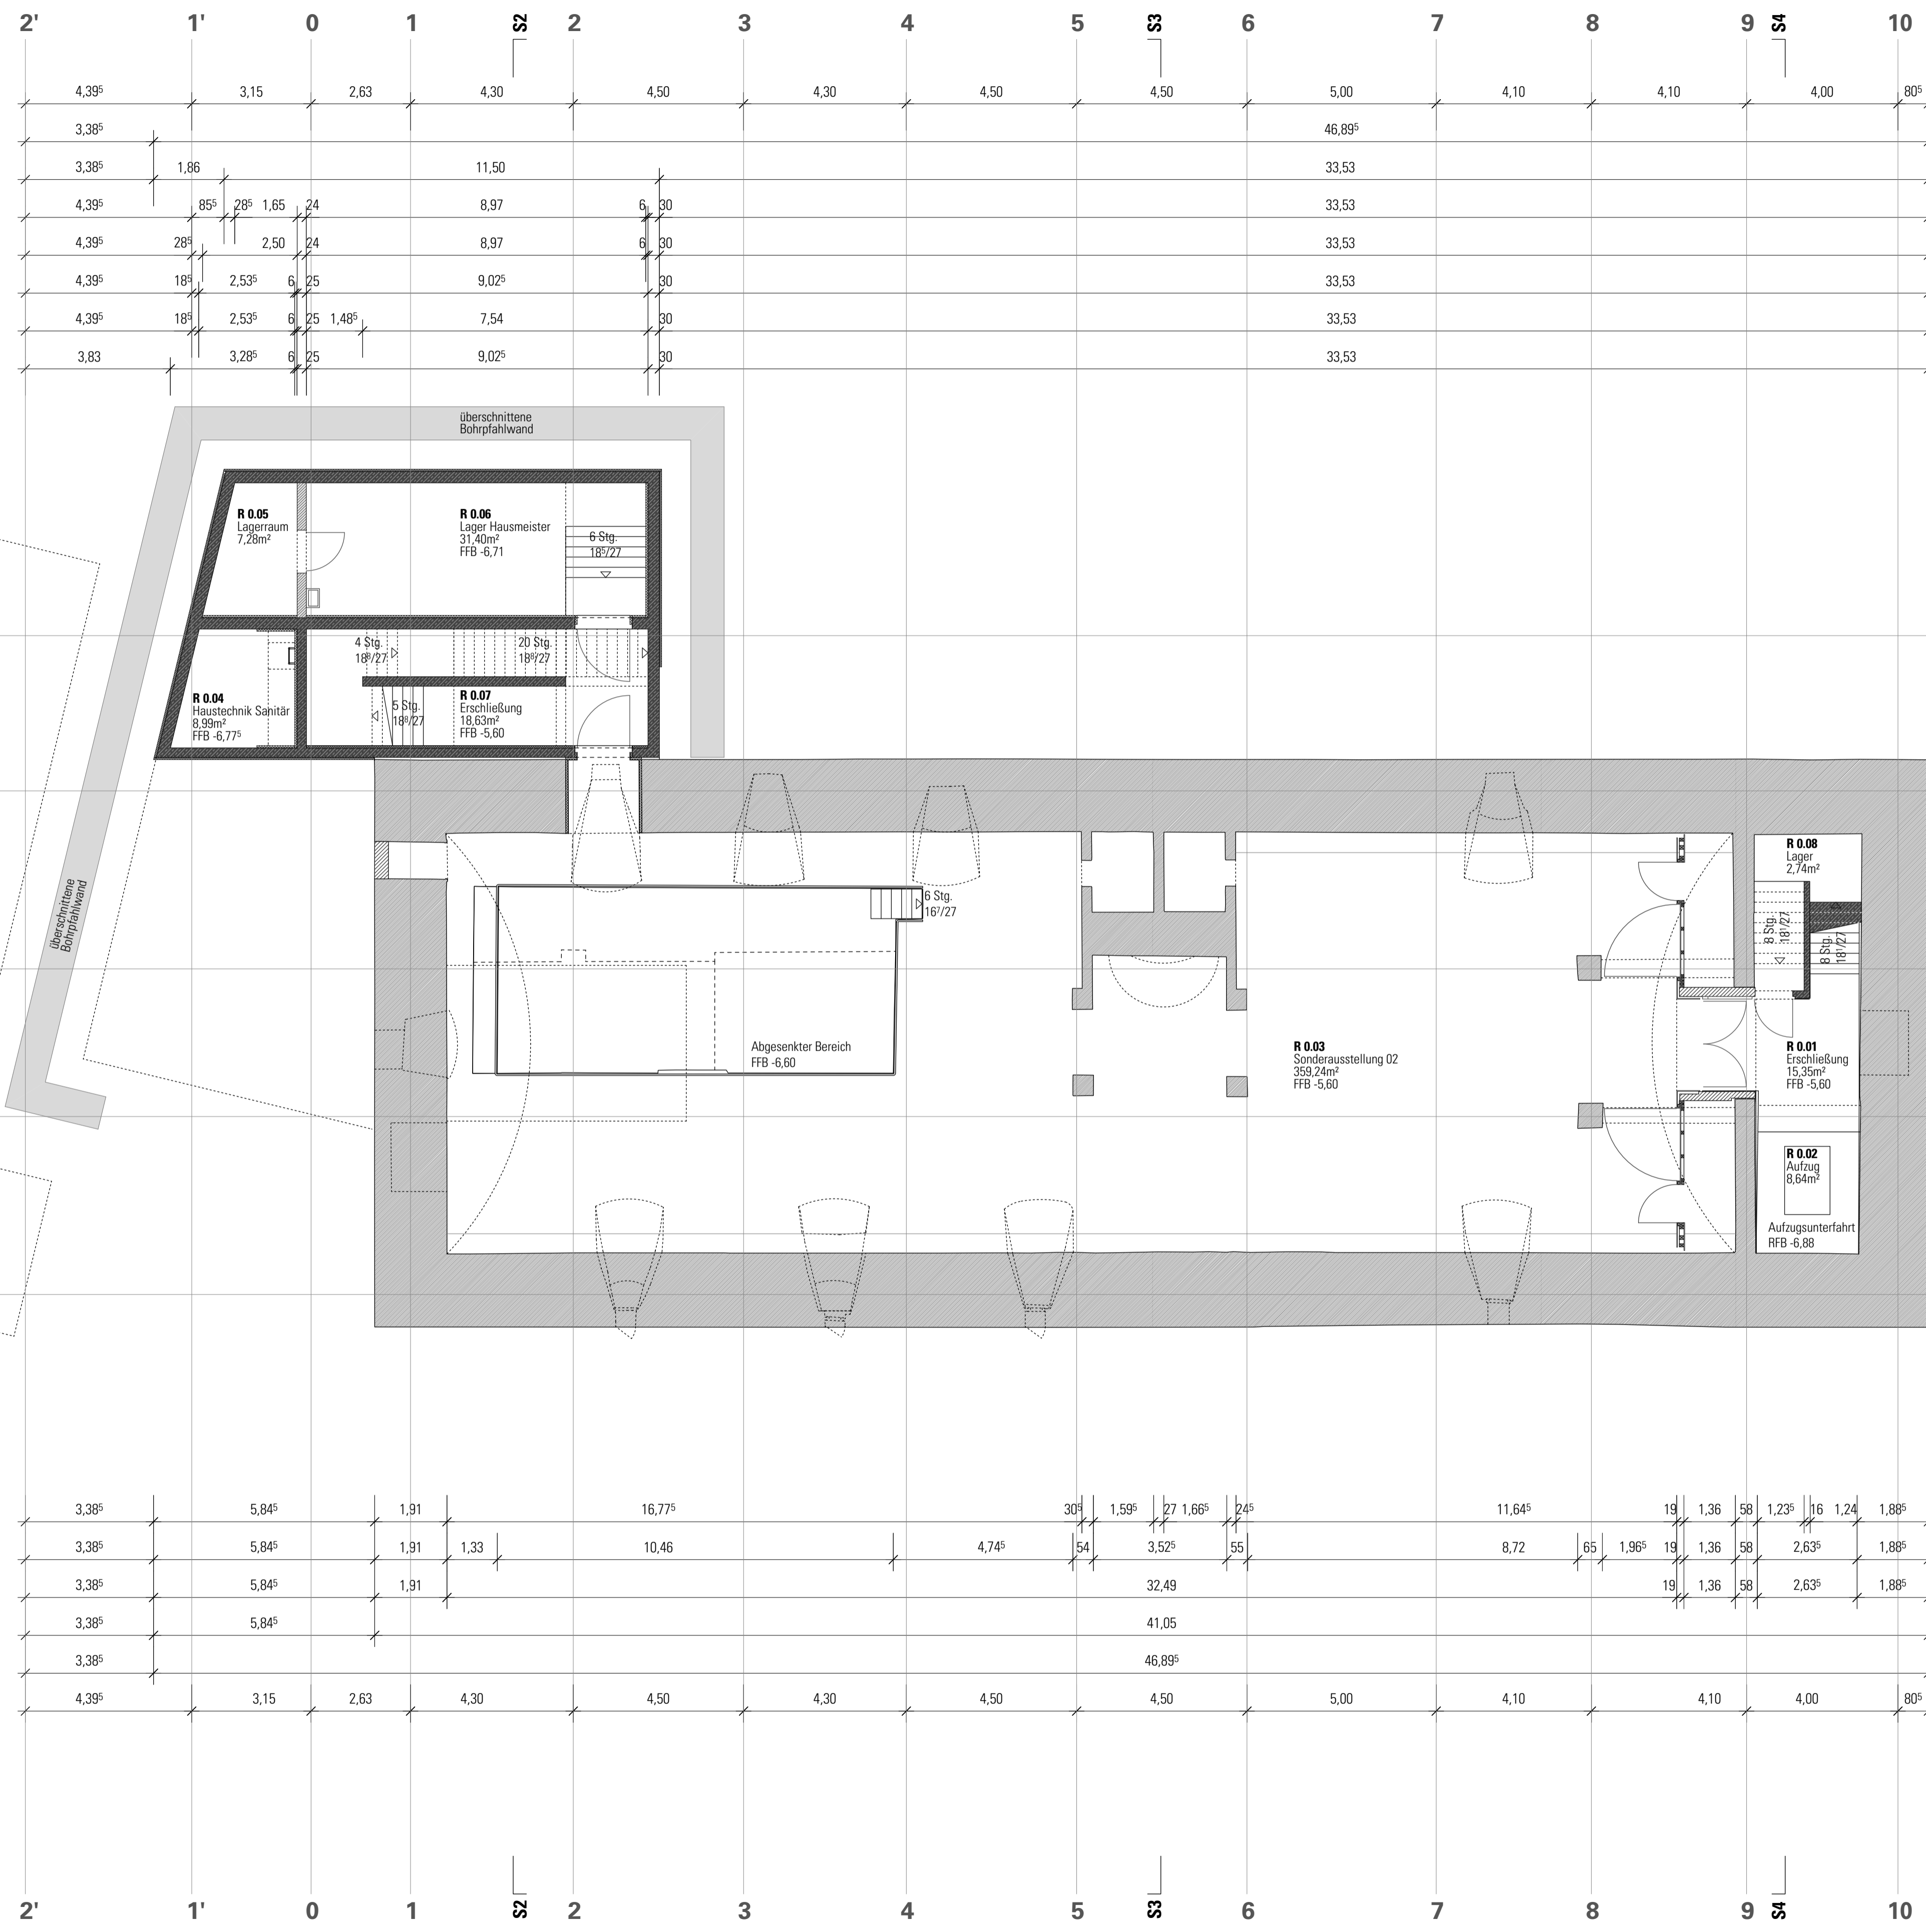 2' 1' 0 1 S2 2 3 4 5 S3 6 7 8 9 S4 10
4,39⁵ 3,15 2,63 4,30 4,50 4,30 4,50 4,50 5,00 4,10 4,10 4,00 80⁵
3,38⁵ 46,89⁵
3,38⁵ 1,86 11,50 33,53
4,39⁵ 85⁵ 28⁵ 1,65 24 8,97 6 30 33,53
4,39⁵ 28⁵ 2,50 24 8,97 6 30 33,53
4,39⁵ 18⁵ 2,53⁵ 6 25 9,02⁵ 30 33,53
4,39⁵ 18⁵ 2,53⁵ 6 25 1,48⁵ 7,54 30 33,53
3,83 3,28⁵ 6 25 9,02⁵ 30 33,53
überschnittene
Bohrpfahlwand
R 0.05
Lagerraum
7,28m²
R 0.06
Lager Hausmeister
31,40m²
FFB -6,71
6 Stg.
18⁵/27
4 Stg.
18⁸/27
20 Stg.
18⁸/27
R 0.04
Haustechnik Sanitär
8,99m²
FFB -6,77⁵
5 Stg.
18⁸/27
R 0.07
Erschließung
18,63m²
FFB -5,60
überschnittene
Bohrpfahlwand
6 Stg.
16⁷/27
Abgesenkter Bereich
FFB -6,60
R 0.03
Sonderausstellung 02
359,24m²
FFB -5,60
R 0.08
Lager
2,74m²
8 Stg.
18¹/27
8 Stg.
18¹/27
R 0.01
Erschließung
15,35m²
FFB -5,60
R 0.02
Aufzug
8,64m²
Aufzugsunterfahrt
RFB -6,88
3,38⁵ 5,84⁵ 1,91 16,77⁵ 30⁵ 1,59⁵ 27 1,66⁵ 24⁵ 11,64⁵ 19 1,36 58 1,23⁵ 16 1,24 1,88⁵
3,38⁵ 5,84⁵ 1,91 1,33 10,46 4,74⁵ 54 3,52⁵ 55 8,72 65 1,96⁵ 19 1,36 58 2,63⁵ 1,88⁵
3,38⁵ 5,84⁵ 1,91 32,49 19 1,36 58 2,63⁵ 1,88⁵
3,38⁵ 5,84⁵ 41,05
3,38⁵ 46,89⁵
4,39⁵ 3,15 2,63 4,30 4,50 4,30 4,50 4,50 5,00 4,10 4,10 4,00 80⁵
2' 1' 0 1 S2 2 3 4 5 S3 6 7 8 9 S4 10